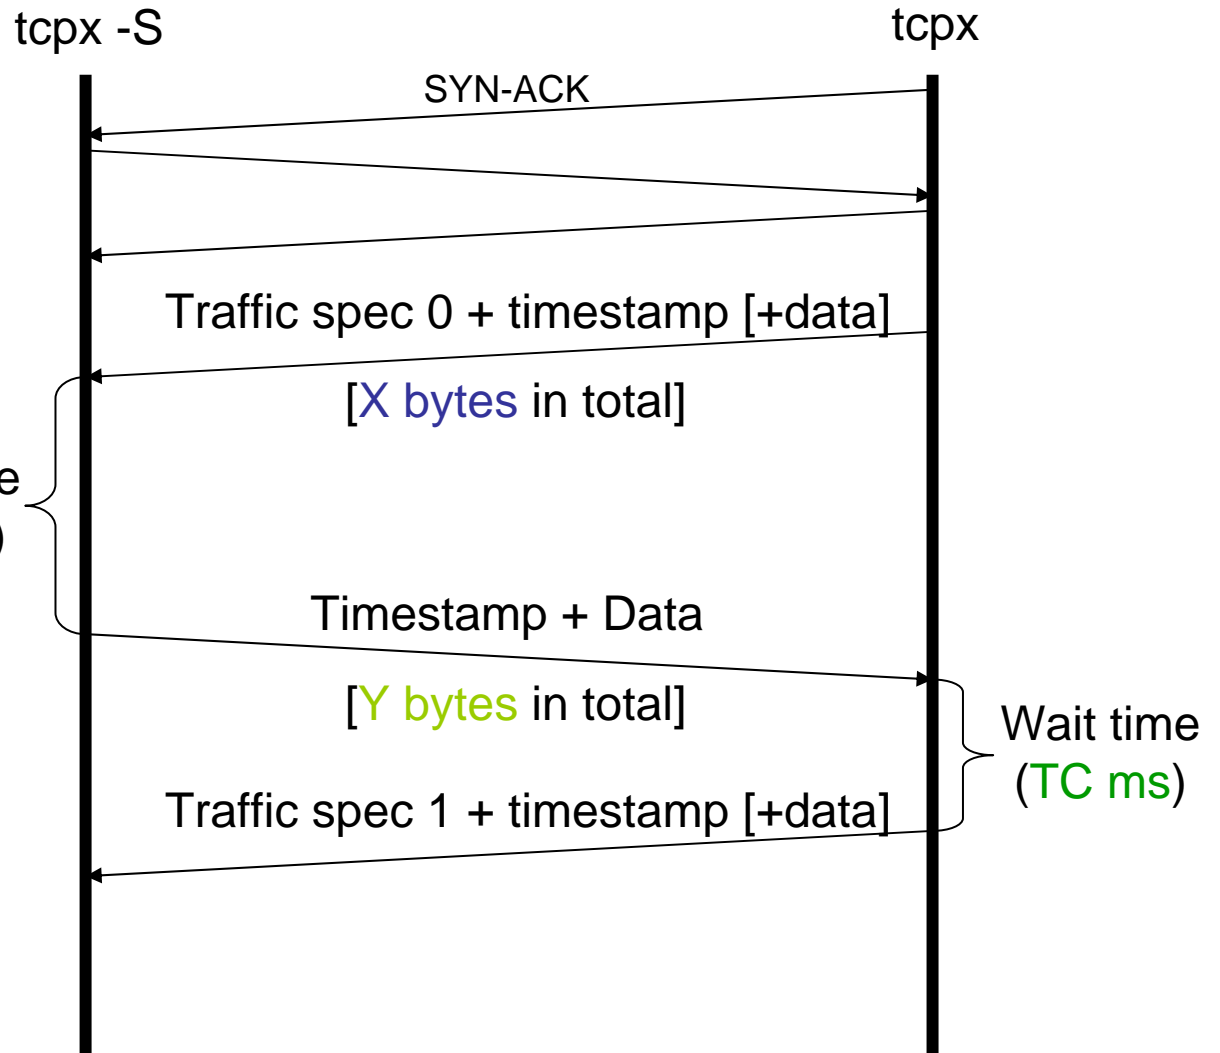 tcpx -S
tcpx
SYN-ACK
Traffic spec 0 + timestamp [+data]
[X bytes in total]
Timestamp + Data
[Y bytes in total]
Wait time
(TC ms)
Traffic spec 1 + timestamp [+data]